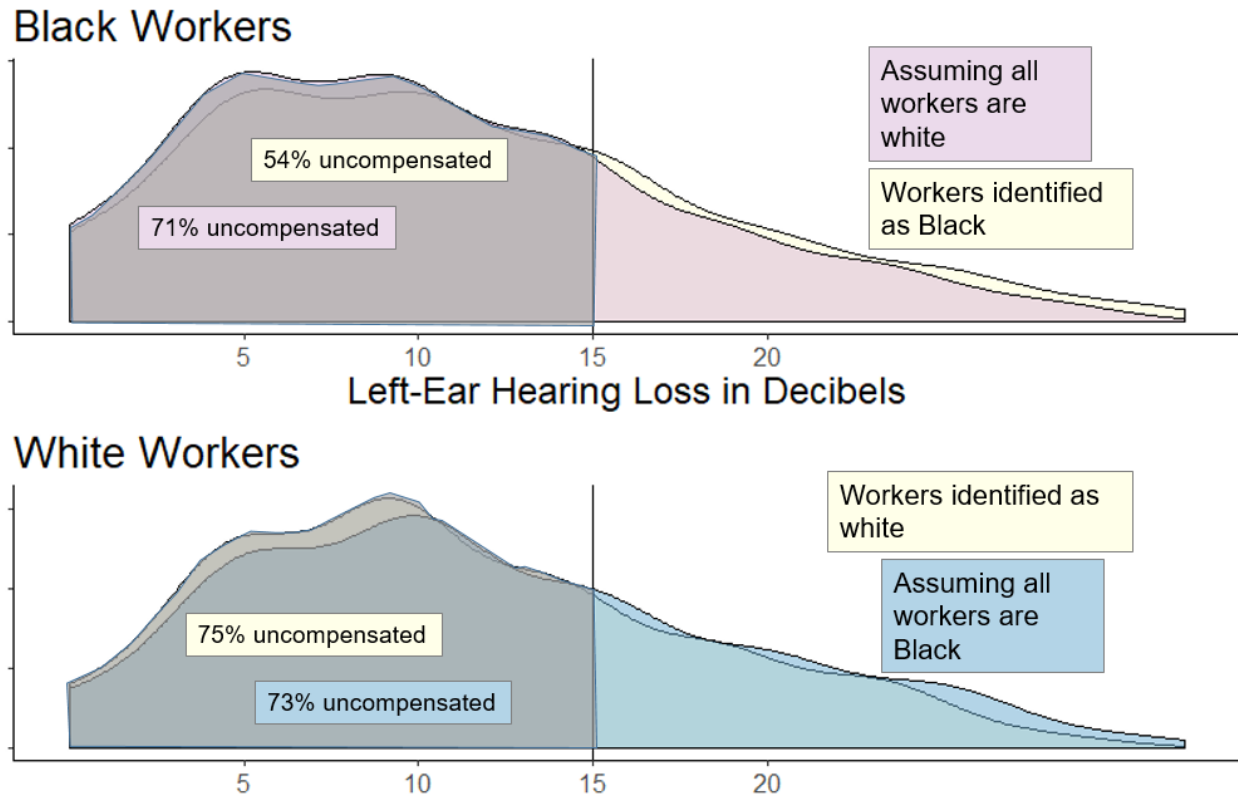 Black Workers
Assuming all
workers are
white
54% uncompensated
Workers identified
as Black
71% uncompensated
5
10
15
20
Left-Ear Hearing Loss in Decibels
White Workers
Workers identified as
white
Assuming all
workers are
Black
75% uncompensated
73% uncompensated
5
10
15
20